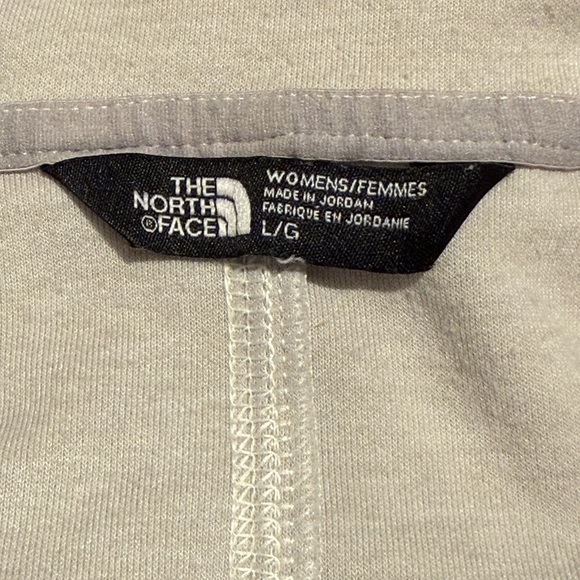 THE
NORTH
®FACE
WOMENS/FEMMES
MADE IN JORDAN
FABRIQUE EN JORDANIE
L/G